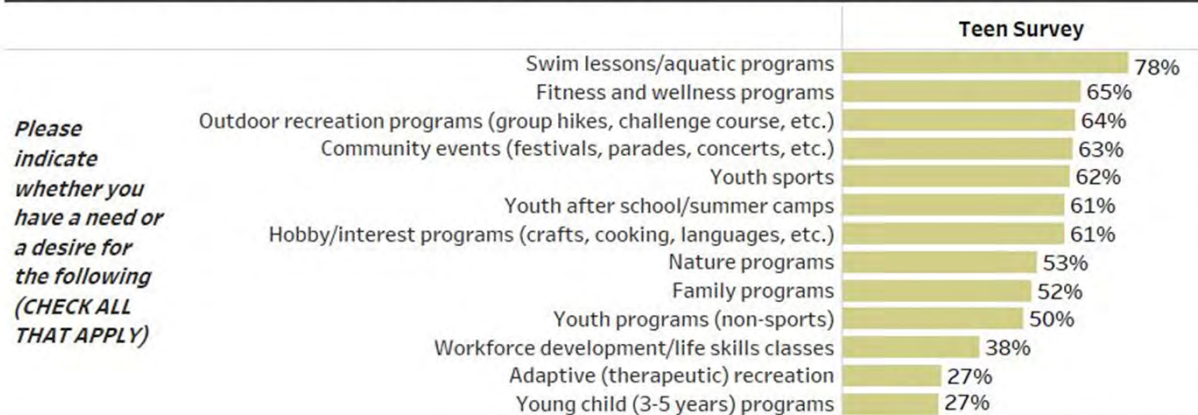 Teen Survey
Please
indicate
whether you
have a need or
a desire for
the following
(CHECK ALL
THAT APPLY)
Swim lessons/aquatic programs 78%
Fitness and wellness programs 65%
Outdoor recreation programs (group hikes, challenge course, etc.) 64%
Community events (festivals, parades, concerts, etc.) 63%
Youth sports 62%
Youth after school/summer camps 61%
Hobby/interest programs (crafts, cooking, languages, etc.) 61%
Nature programs 53%
Family programs 52%
Youth programs (non-sports) 50%
Workforce development/life skills classes 38%
Adaptive (therapeutic) recreation 27%
Young child (3-5 years) programs 27%